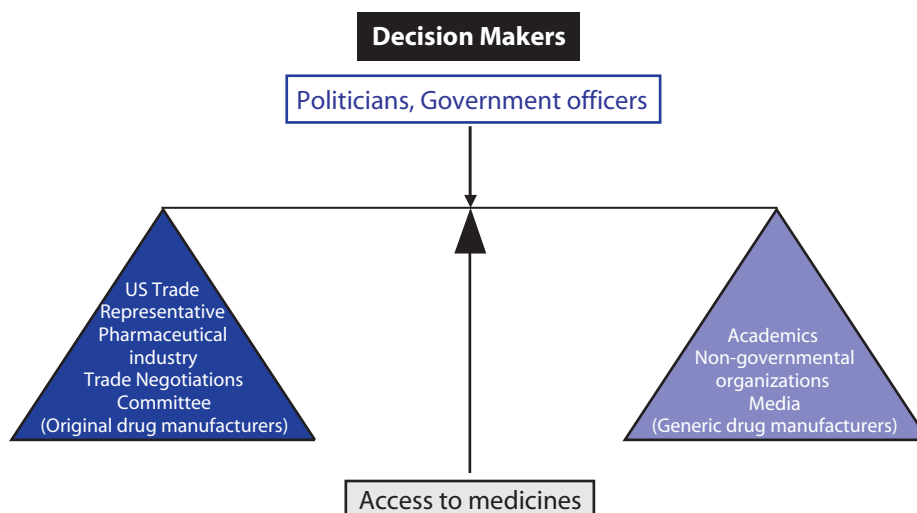 Decision Makers
Politicians, Government officers
US Trade
Representative
Pharmaceutical
industry
Trade Negotiations
Committee
(Original drug manufacturers)
Academics
Non-governmental
organizations
Media
(Generic drug manufacturers)
Access to medicines